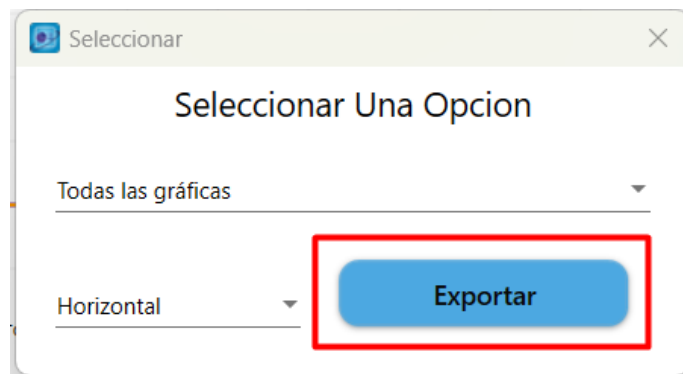 Seleccionar
Seleccionar Una Opcion
Todas las gráficas
Horizontal
Exportar